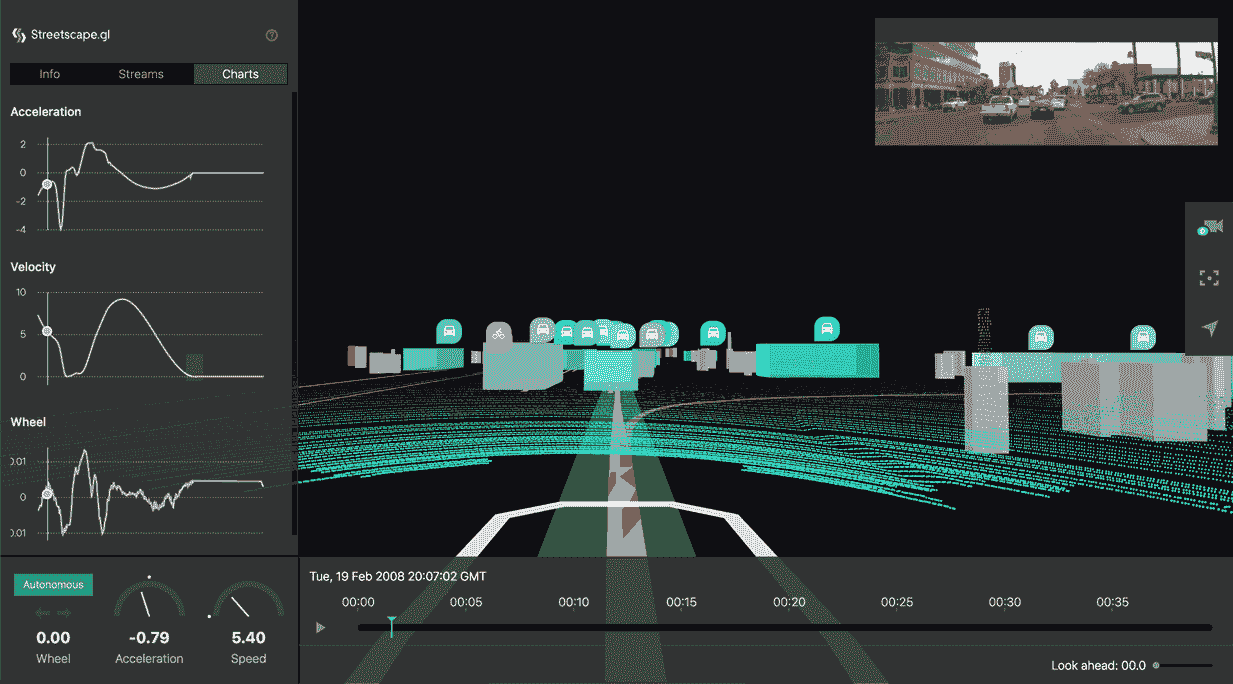 Streetscape.gl
Info Streams Charts
Acceleration
2
0
-2
-4
Velocity
10
5
0
Wheel
0.01
0
0.01
Autonomous
0.00 -0.79 5.40
Wheel Acceleration Speed
Tue, 19 Feb 2008 20:07:02 GMT
00:00 00:05 00:10 00:15 00:20 00:25 00:30 00:35
Look ahead: 00.0